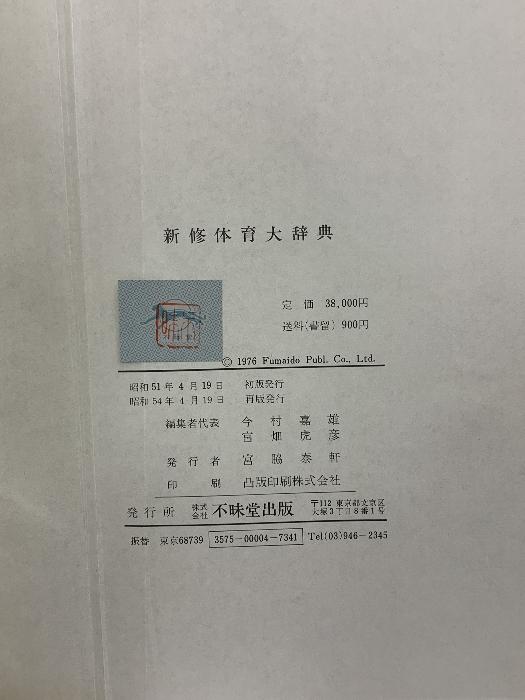 新修体育大辞典
定価 38,000円
送料(書留) 900円
© 1976 Fumaido Publ. Co., Ltd.
昭和51年 4月19日 初版発行
昭和54年 4月19日 再版発行
編集者代表 今村嘉雄
宮畑虎彦
発行者 宮脇泰軒
印刷 凸版印刷株式会社
発行所 株式会社 不昧堂出版 〒112 東京都文京区
大塚3丁目8番1号
振替 東京68739 3575-00004-7341 Tel(03)946-2345